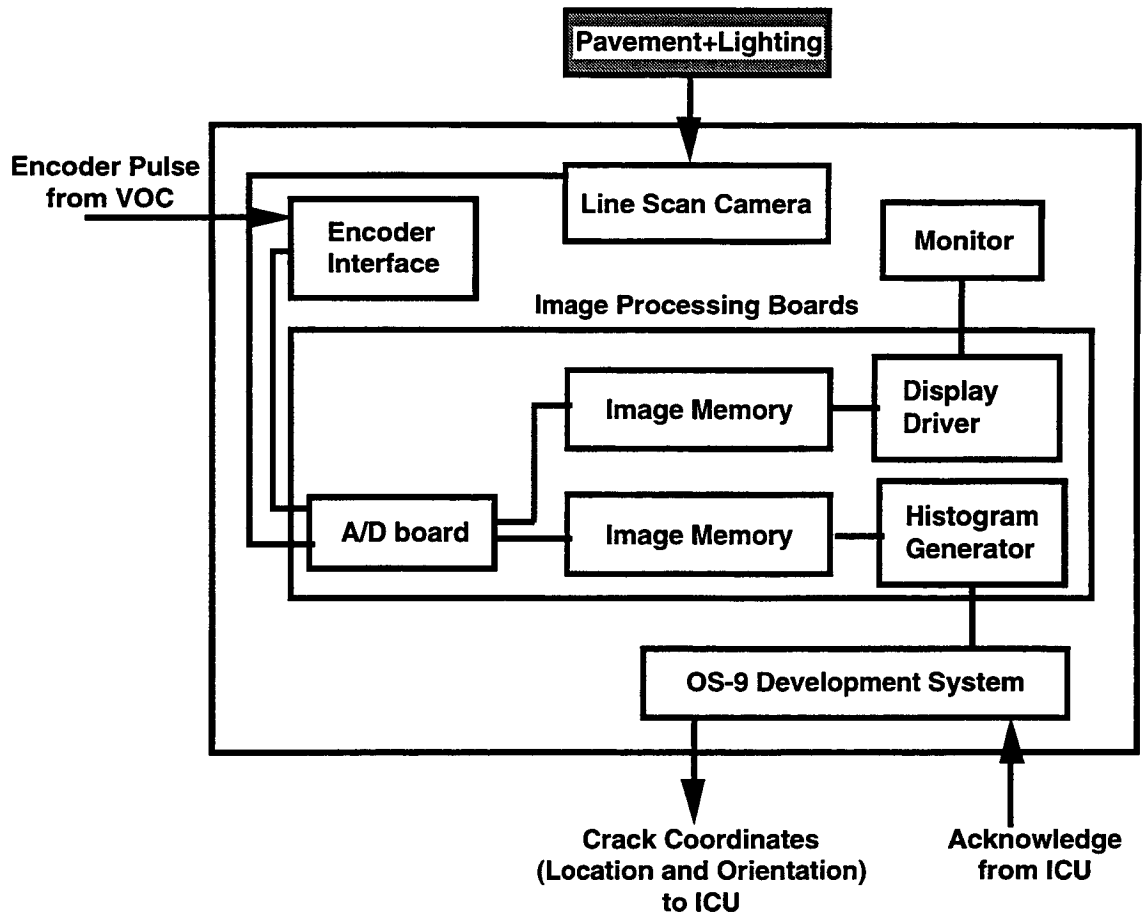 Pavement+Lighting
Encoder Pulse
from VOC
Line Scan Camera
Encoder
Interface
Monitor
Image Processing Boards
Image Memory
Display
Driver
A/D board
Image Memory
Histogram
Generator
OS-9 Development System
Crack Coordinates
(Location and Orientation)
to ICU
Acknowledge
from ICU